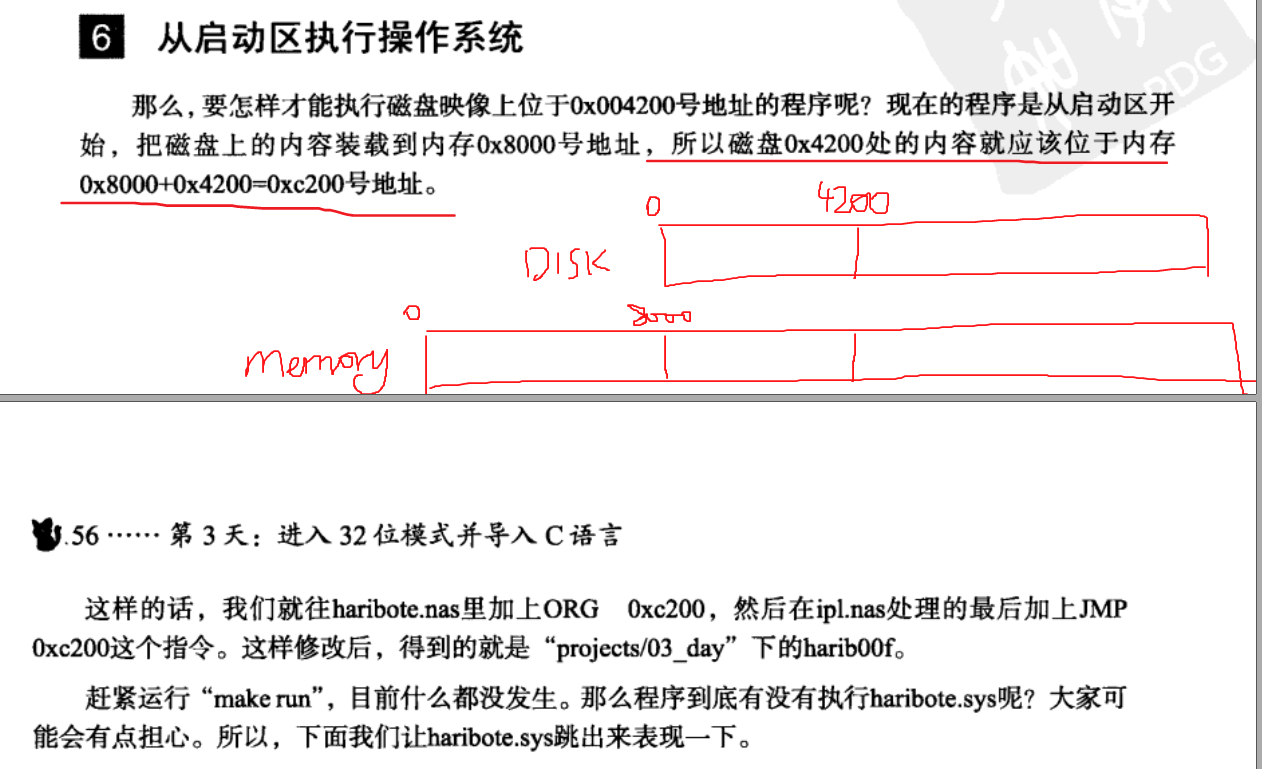 6 从启动区执行操作系统
那么，要怎样才能执行磁盘映像上位于0x004200号地址的程序呢？现在的程序是从启动区开
始，把磁盘上的内容装载到内存0x8000号地址，所以磁盘0x4200处的内容就应该位于内存
0x8000+0x4200=0xc200号地址。
0 4200
DISK
0 8000
Memory
56 …… 第 3 天：进入 32 位模式并导入 C 语言
这样的话，我们就往haribote.nas里加上ORG 0xc200，然后在ipl.nas处理的最后加上JMP
0xc200这个指令。这样修改后，得到的就是“projects/03_day”下的harib00f。
赶紧运行“make run”，目前什么都没发生。那么程序到底有没有执行haribote.sys呢？大家可
能会有点担心。所以，下面我们让haribote.sys跳出来表现一下。
PDG